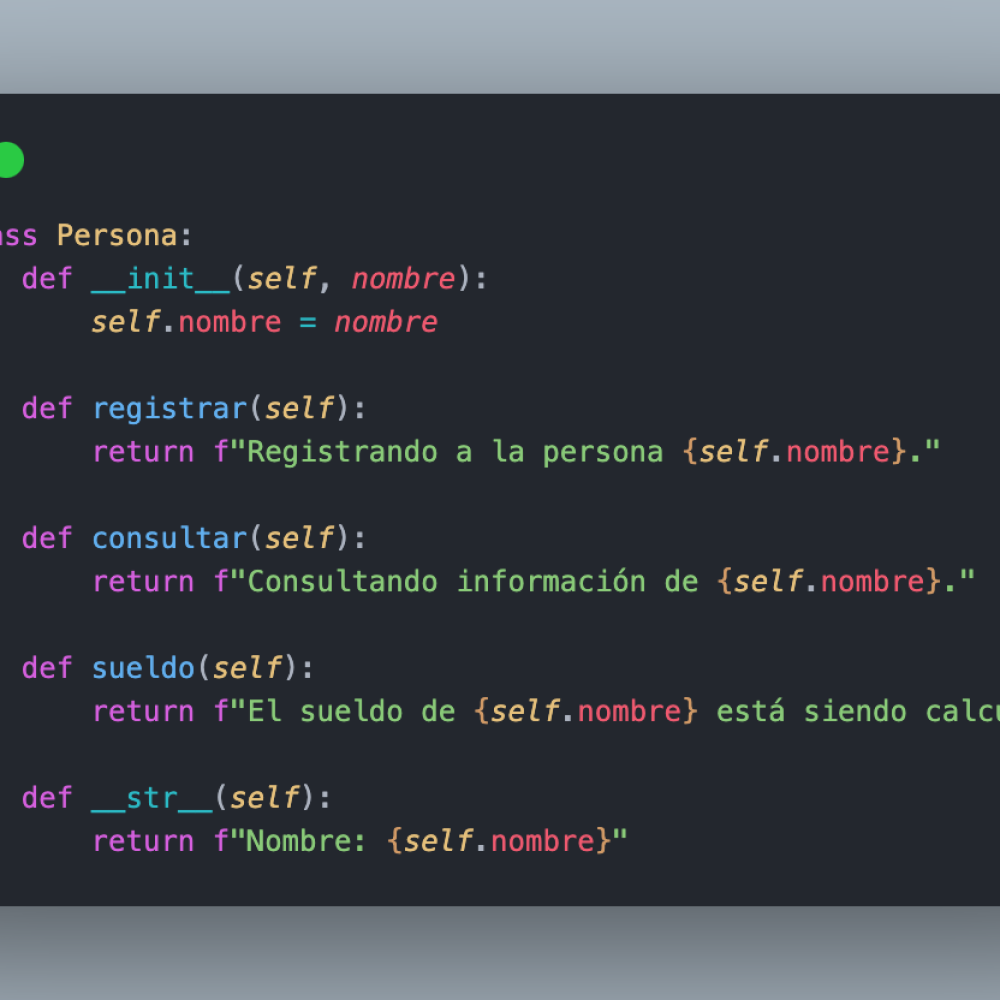 ass Persona:
def __init__(self, nombre):
self.nombre = nombre
def registrar(self):
return f"Registrando a la persona {self.nombre}."
def consultar(self):
return f"Consultando información de {self.nombre}."
def sueldo(self):
return f"El sueldo de {self.nombre} está siendo calcu
def __str__(self):
return f"Nombre: {self.nombre}"